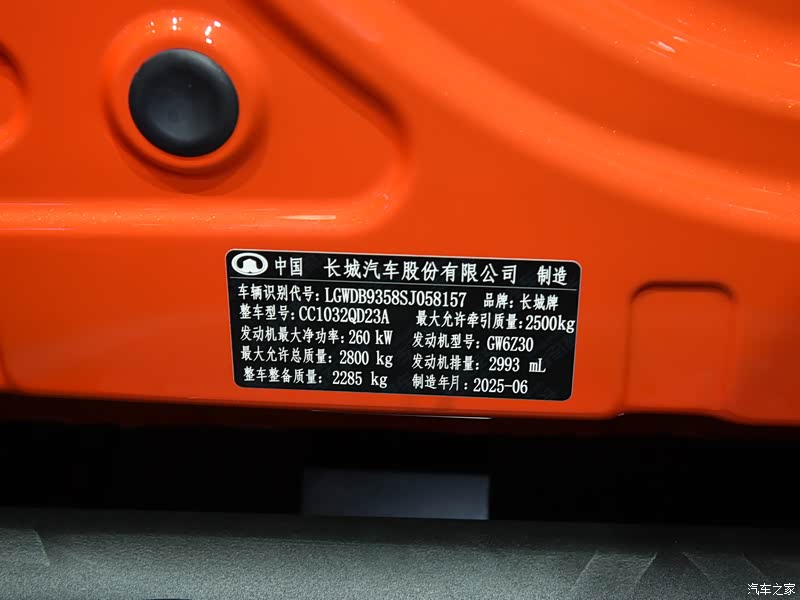 中国 长城汽车股份有限公司 制造
车辆识别代号: LGWDB9358SJ058157 品牌: 长城牌
整车型号: CC1032QD23A 最大允许牵引质量: 2500kg
发动机最大净功率: 260 kW 发动机型号: GW6Z30
最大允许总质量: 2800 kg 发动机排量: 2993 mL
整车整备质量: 2285 kg 制造年月: 2025-06
汽车之家